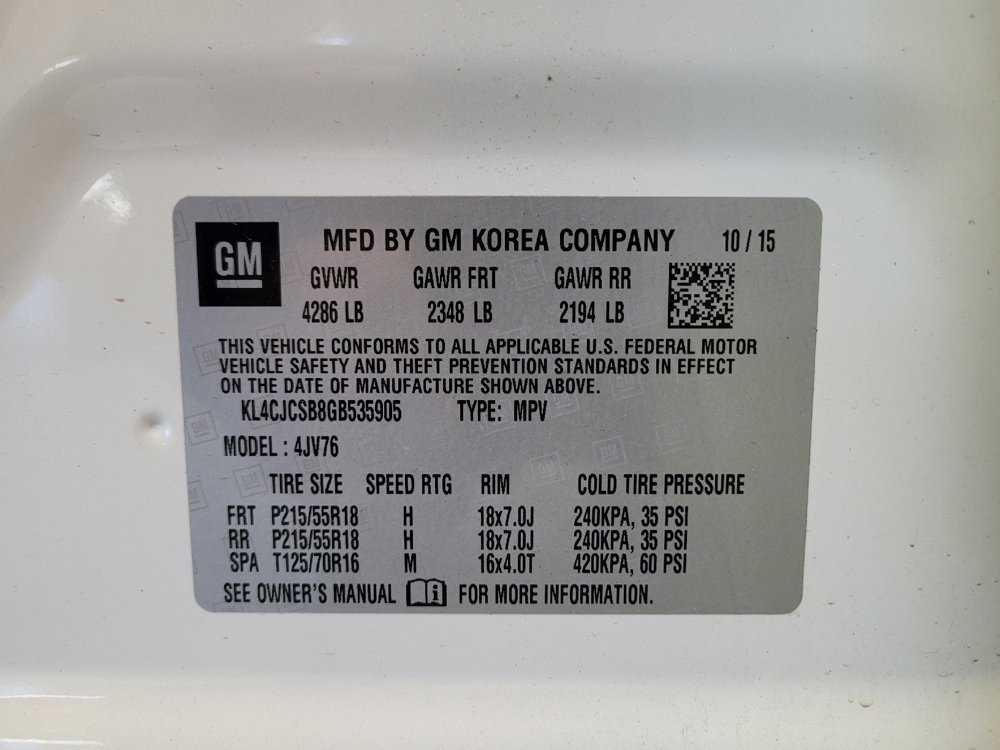 GM MFD BY GM KOREA COMPANY 10 / 15
GVWR GAWR FRT GAWR RR
4286 LB 2348 LB 2194 LB
THIS VEHICLE CONFORMS TO ALL APPLICABLE U.S. FEDERAL MOTOR
VEHICLE SAFETY AND THEFT PREVENTION STANDARDS IN EFFECT
ON THE DATE OF MANUFACTURE SHOWN ABOVE.
KL4CJCSB8GB535905 TYPE: MPV
MODEL : 4JV76
TIRE SIZE SPEED RTG RIM COLD TIRE PRESSURE
FRT P215/55R18 H 18x7.0J 240KPA, 35 PSI
RR P215/55R18 H 18x7.0J 240KPA, 35 PSI
SPA T125/70R16 M 16x4.0T 420KPA, 60 PSI
SEE OWNER'S MANUAL i FOR MORE INFORMATION.